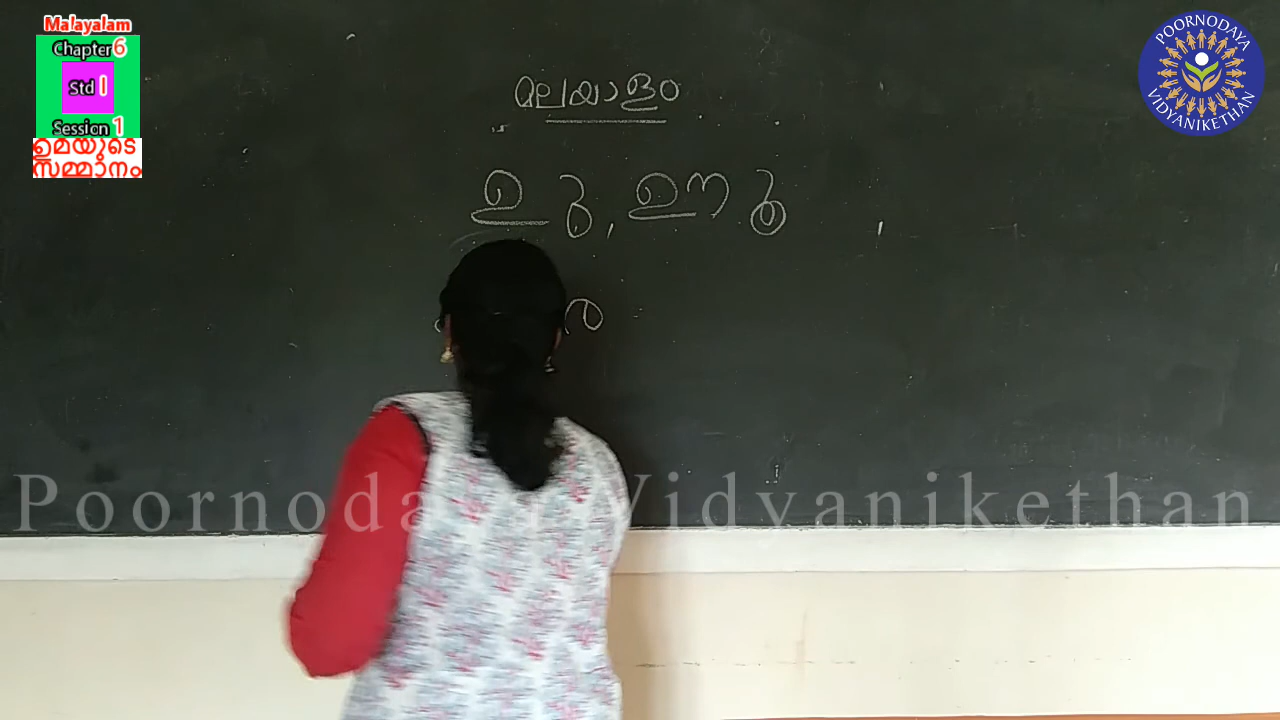 Malayalam
Chapter 6
Std I
Session 1
ഉമയുടെ
സമ്മാനം
POORNODAYA
VIDYANIKETHAN
മലയാളം
ഉ ു, ഊ ൂ
ര
Poornodaya Vidyanikethan